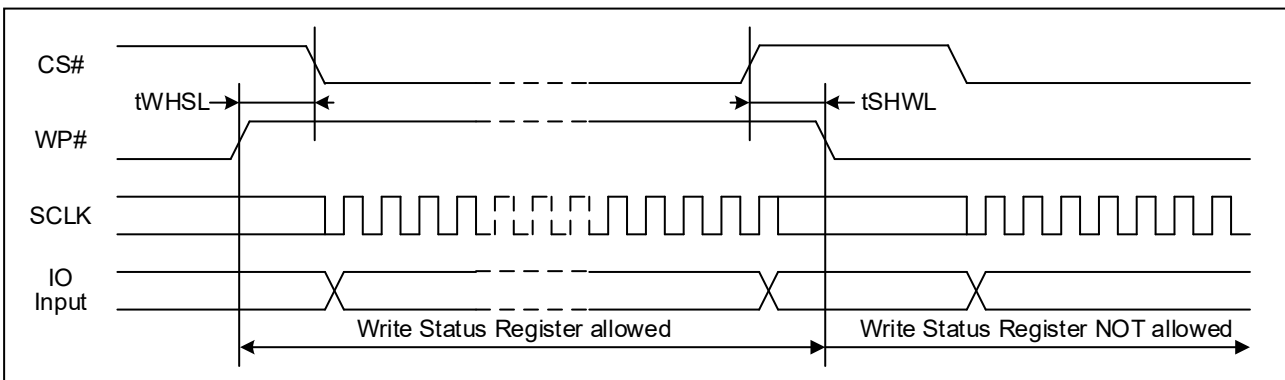 CS#
tWHSL
tSHWL
WP#
SCLK
IO
Input
Write Status Register allowed
Write Status Register NOT allowed